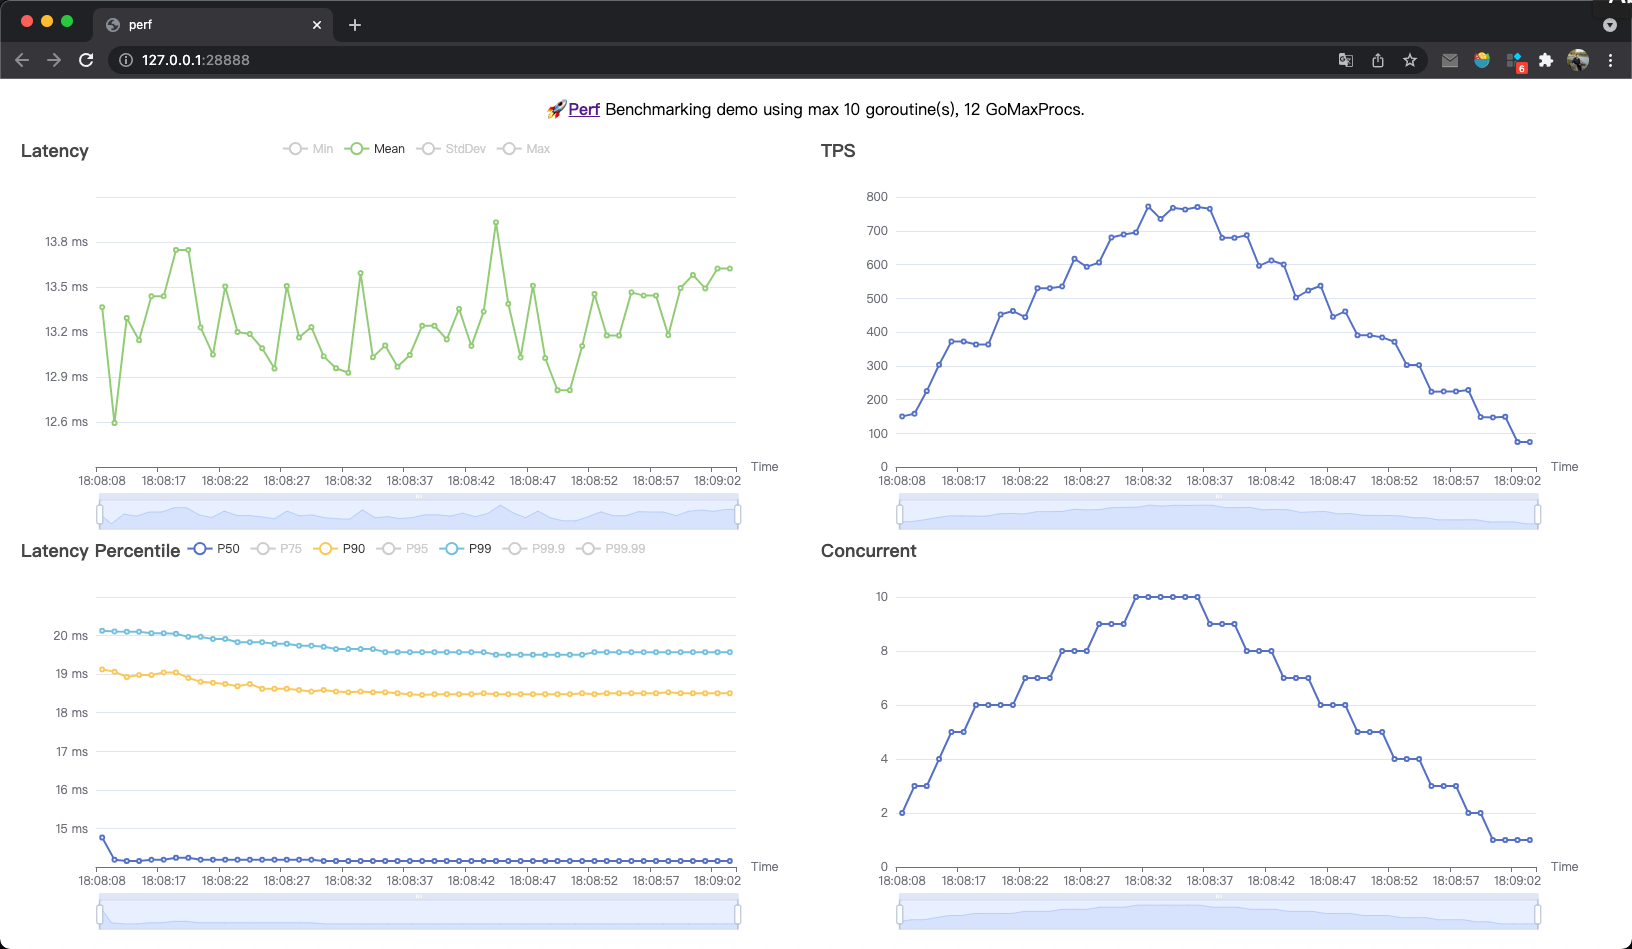 perf
127.0.0.1:28888
6
🚀Perf Benchmarking demo using max 10 goroutine(s), 12 GoMaxProcs.
Latency
Min Mean StdDev Max
13.8 ms
13.5 ms
13.2 ms
12.9 ms
12.6 ms
Time
18:08:08 18:08:17 18:08:22 18:08:27 18:08:32 18:08:37 18:08:42 18:08:47 18:08:52 18:08:57 18:09:02
TPS
800
700
600
500
400
300
200
100
0
Time
18:08:08 18:08:17 18:08:22 18:08:27 18:08:32 18:08:37 18:08:42 18:08:47 18:08:52 18:08:57 18:09:02
Latency Percentile
P50 P75 P90 P95 P99 P99.9 P99.99
20 ms
19 ms
18 ms
17 ms
16 ms
15 ms
Time
18:08:08 18:08:17 18:08:22 18:08:27 18:08:32 18:08:37 18:08:42 18:08:47 18:08:52 18:08:57 18:09:02
Concurrent
10
8
6
4
2
0
Time
18:08:08 18:08:17 18:08:22 18:08:27 18:08:32 18:08:37 18:08:42 18:08:47 18:08:52 18:08:57 18:09:02